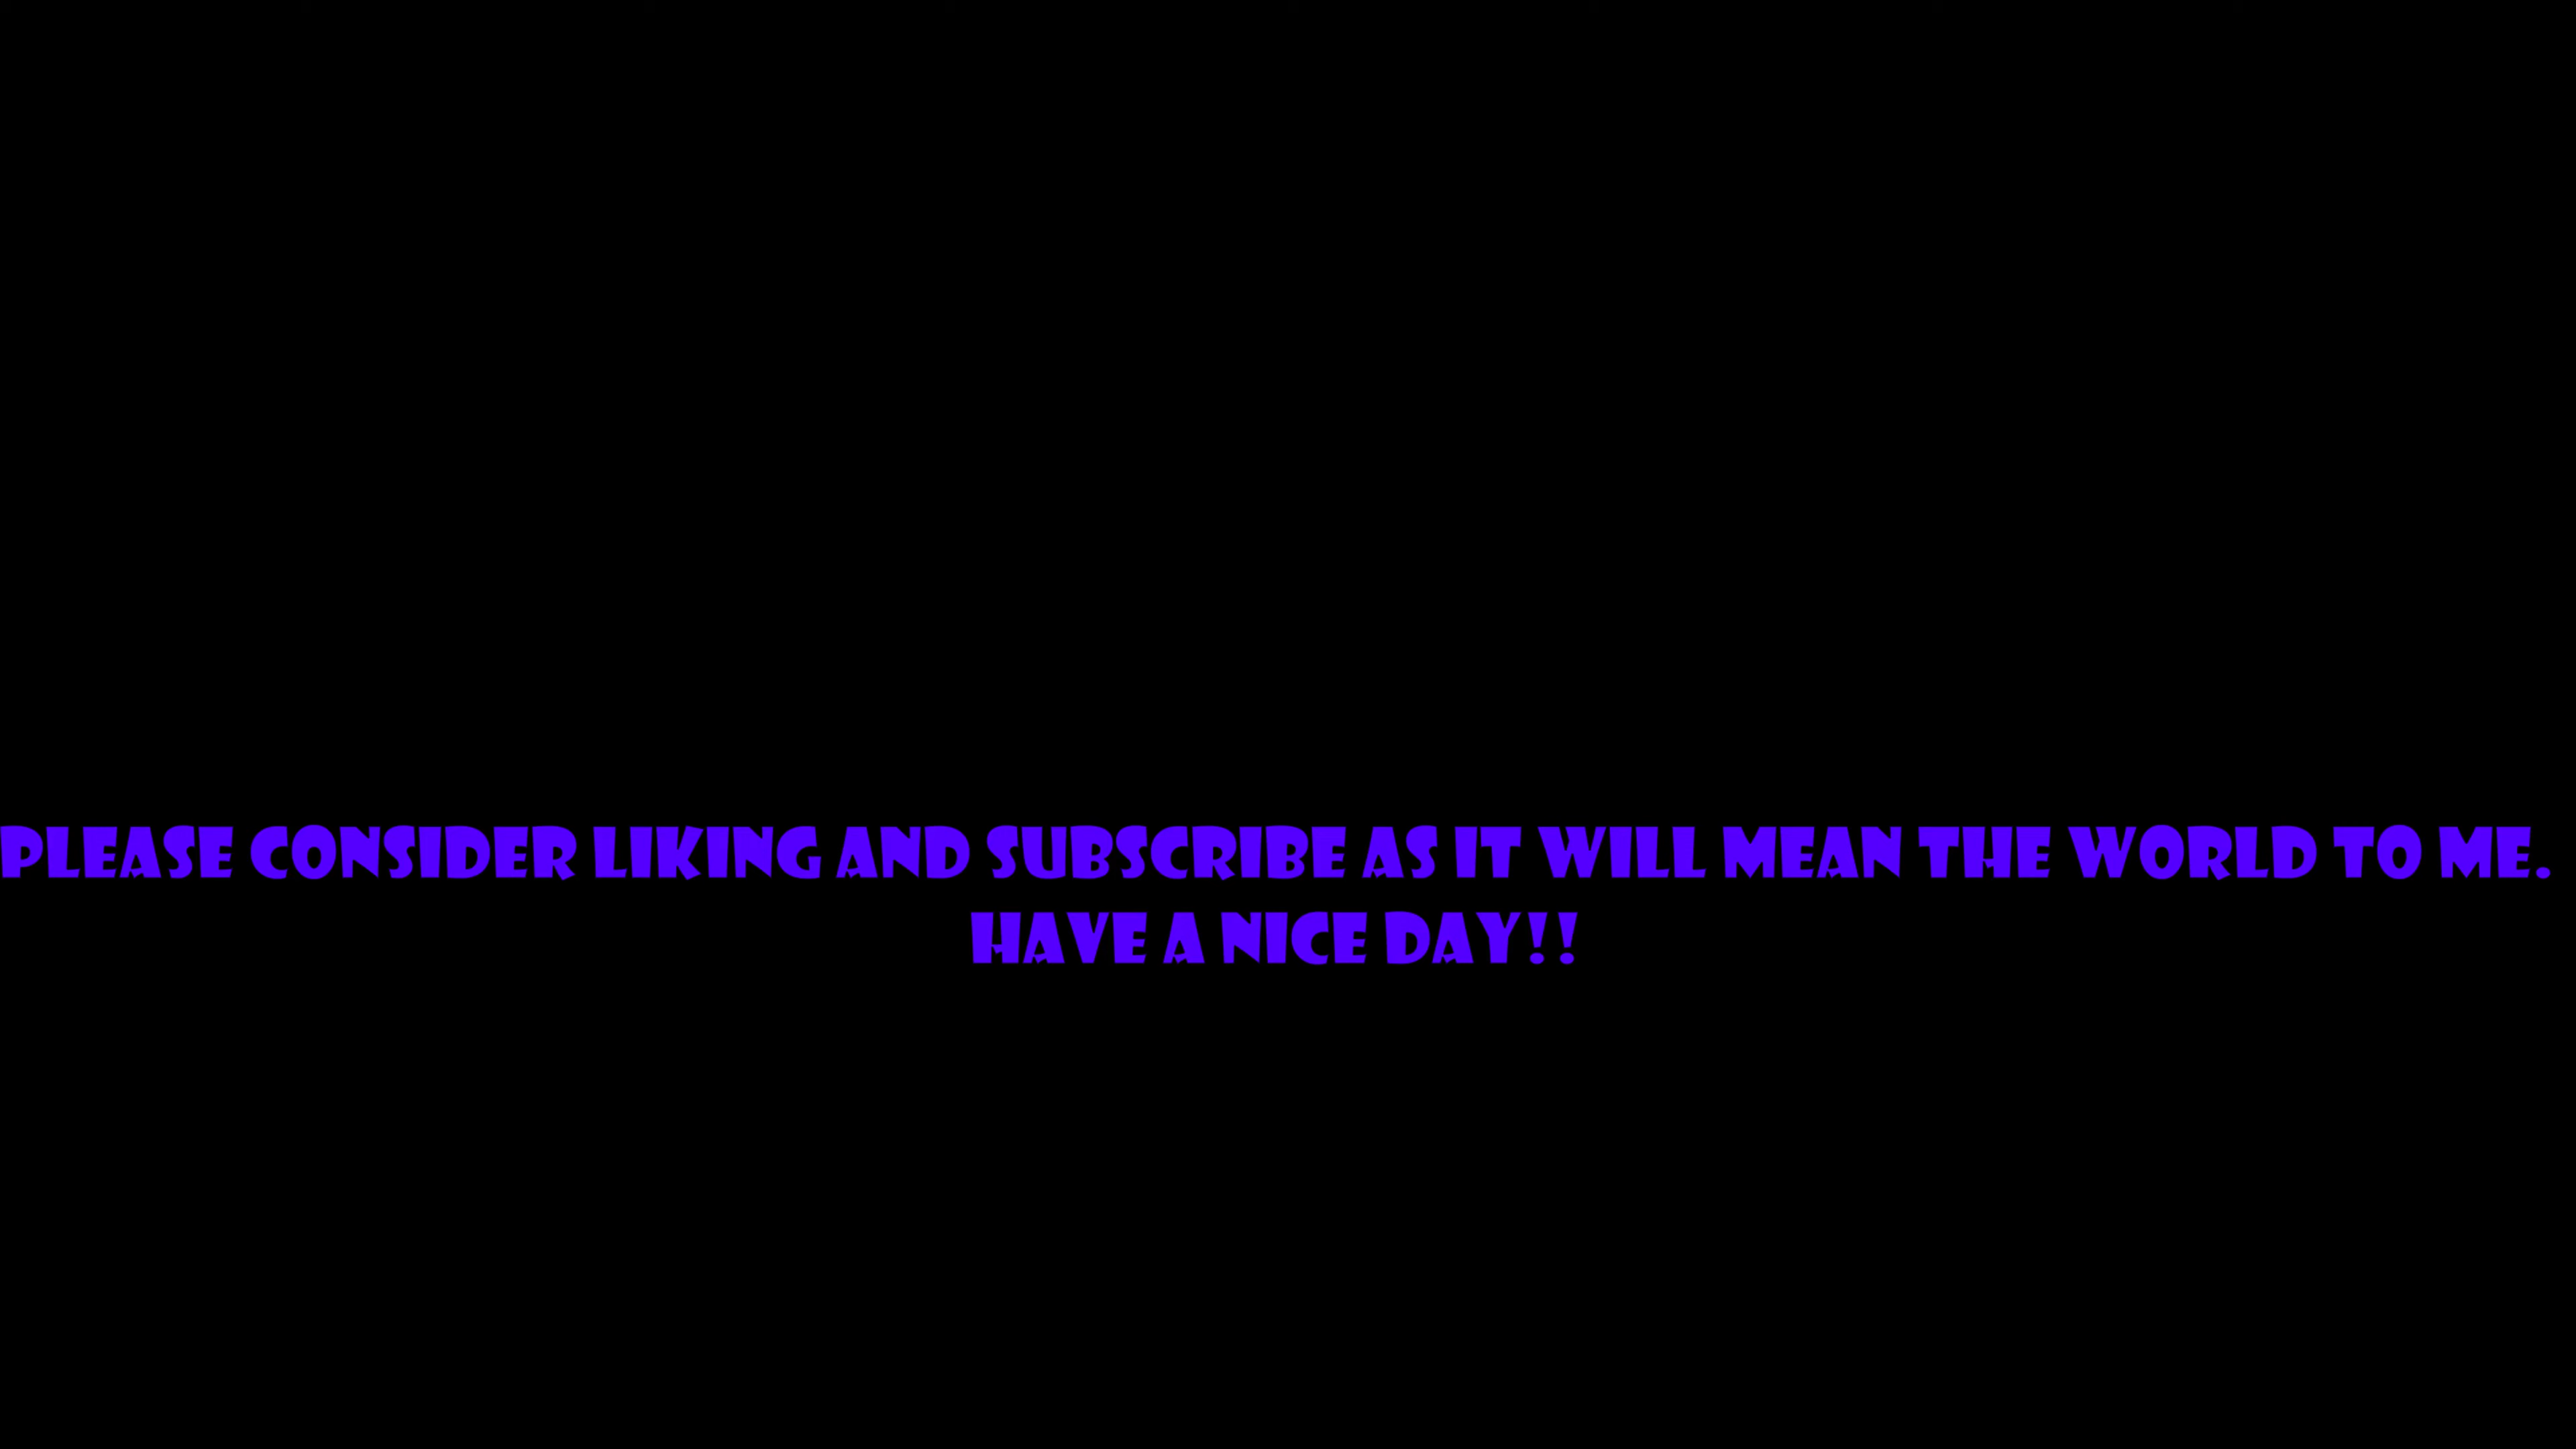 PLEASE CONSIDER LIKING AND SUBSCRIBE AS IT WILL MEAN THE WORLD TO ME.
HAVE A NICE DAY!!